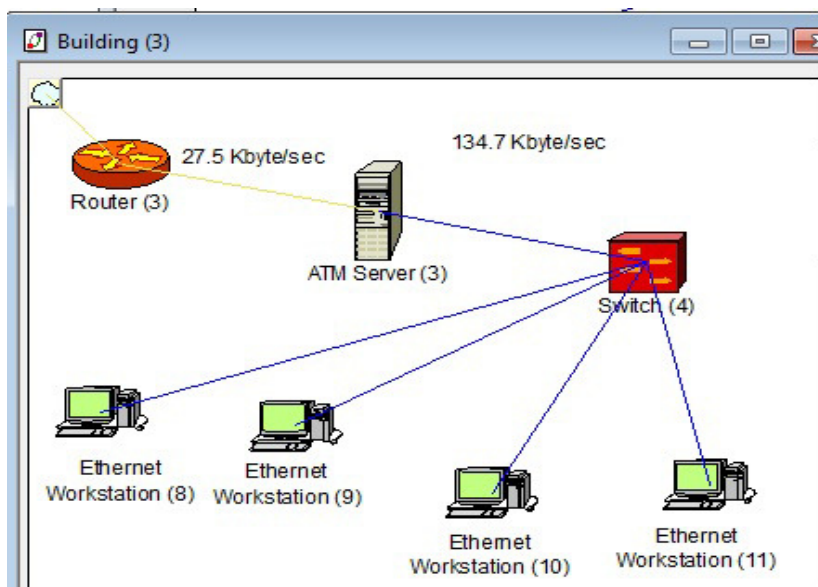 Building (3)
134.7 Kbyte/sec
27.5 Kbyte/sec
Router (3)
ATM Server (3)
Switch (4)
Ethernet
Workstation (8)
Ethernet
Workstation (9)
Ethernet
Workstation (10)
Ethernet
Workstation (11)